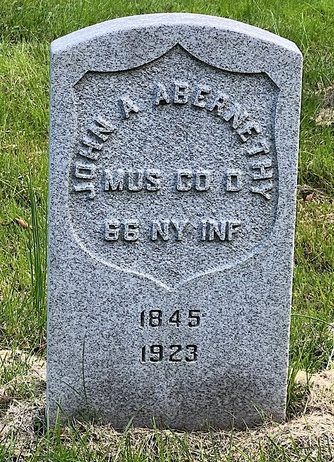 JOHN A ABERNETHY
MUS CO D
66 NY INF
1845
1923